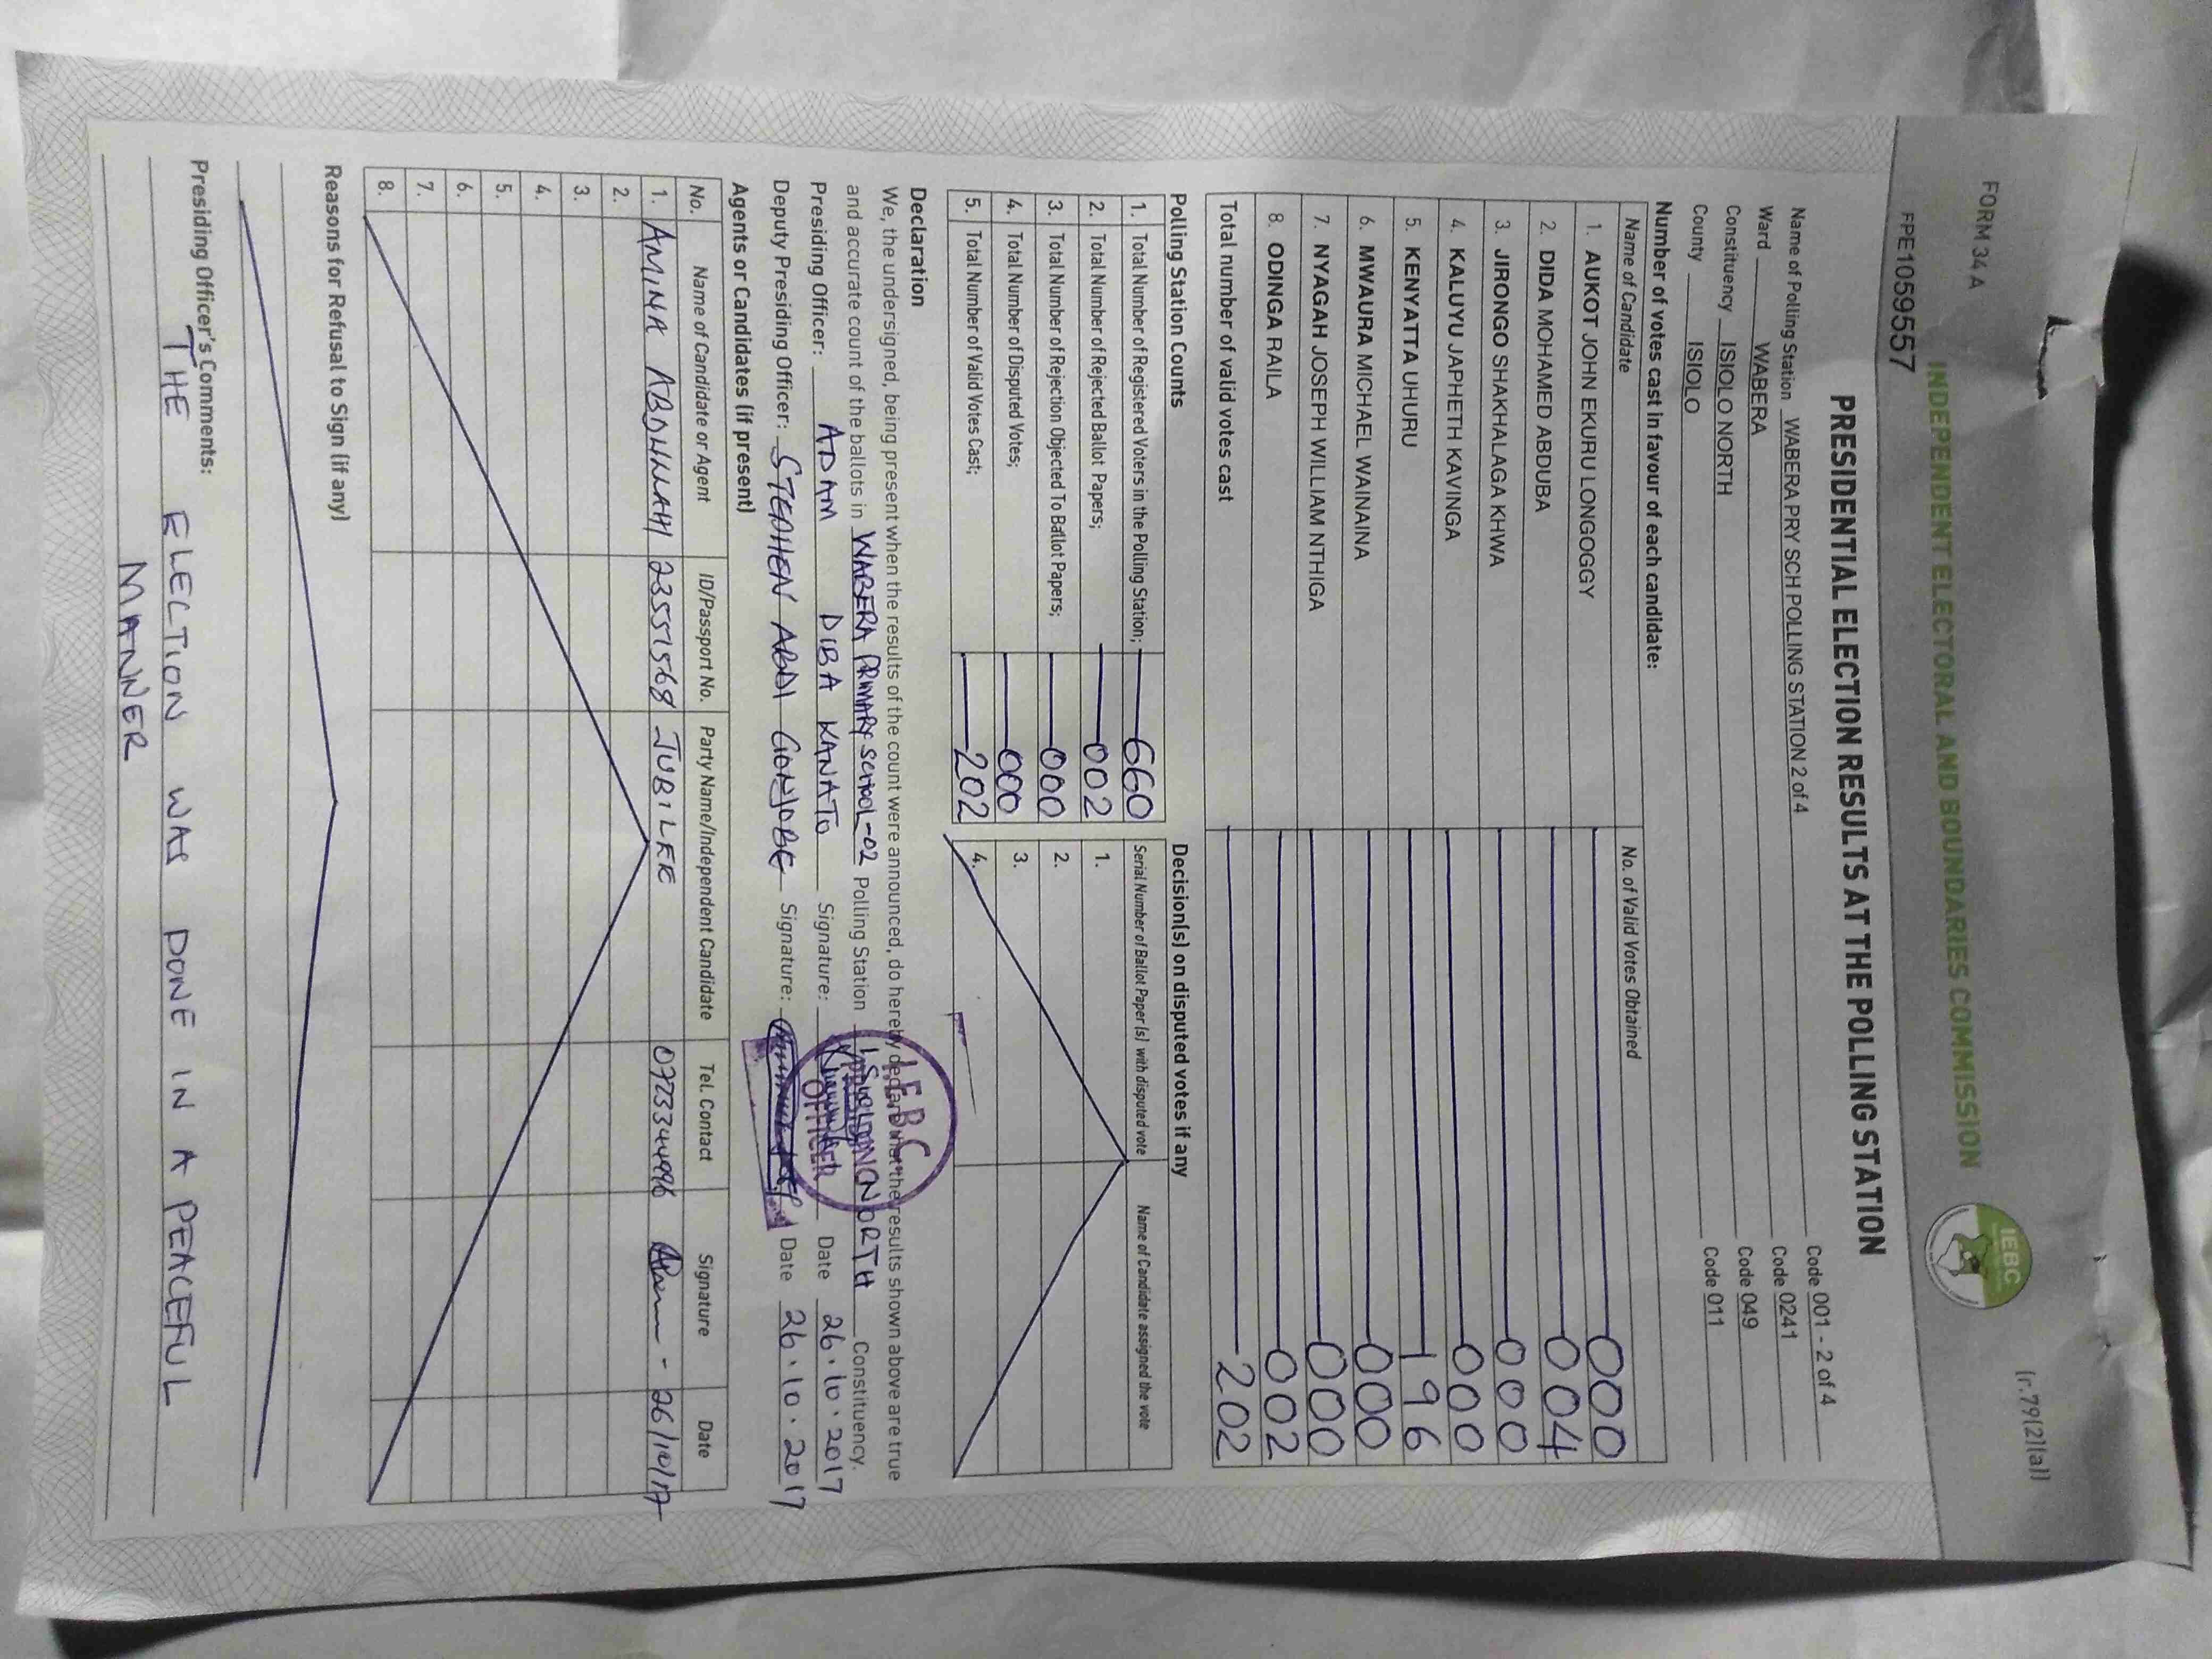 FORM 34 A
(r.79(2)(a))
INDEPENDENT ELECTORAL AND BOUNDARIES COMMISSION
IEBC
FPE1059557
PRESIDENTIAL ELECTION RESULTS AT THE POLLING STATION
Name of Polling Station WABERA PRY SCH POLLING STATION 2 of 4 Code 001 - 2 of 4
Ward WABERA Code 0241
Constituency ISIOLO NORTH Code 049
County ISIOLO Code 011
Number of votes cast in favour of each candidate:
Name of Candidate No. of Valid Votes Obtained
1. AUKOT JOHN EKURU LONGOGGY 000
2. DIDA MOHAMED ABDUBA 004
3. JIRONGO SHAKHALAGA KHWA 000
4. KALUYU JAPHETH KAVINGA 000
5. KENYATTA UHURU 196
6. MWAURA MICHAEL WAINAINA 000
7. NYAGAH JOSEPH WILLIAM NTHIGA 000
8. ODINGA RAILA 002
Total number of valid votes cast 202
Polling Station Counts
1. Total Number of Registered Voters in the Polling Station; 660
2. Total Number of Rejected Ballot Papers; 002
3. Total Number of Rejection Objected To Ballot Papers; 000
4. Total Number of Disputed Votes; 000
5. Total Number of Valid Votes Cast; 202
Decision(s) on disputed votes if any
Serial Number of Ballot Paper (s) with disputed vote Name of Candidate assigned the vote
1.
2.
3.
4.
Declaration
We, the undersigned, being present when the results of the count were announced, do hereby declare that the results shown above are true
and accurate count of the ballots in WABERA PRIMARY SCHOOL-02 Polling Station ISIOLO NORTH Constituency.
Presiding Officer: ADAM DIBA KANATO Signature: Date 26.10.2017
Deputy Presiding Officer: STEPHEN ABDI GONJOBE Signature: Date 26.10.2017
I.E.B.C.
OFFICER
Agents or Candidates (if present)
No. Name of Candidate or Agent ID/Passport No. Party Name/Independent Candidate Tel. Contact Signature Date
1. AMINA ABDULLAHI 23551568 JUBILEE 0723344996 26/10/17
2.
3.
4.
5.
6.
7.
8.
Reasons for Refusal to Sign (if any)
Presiding Officer's Comments:
THE ELECTION WAS DONE IN A PEACEFUL
MANNER